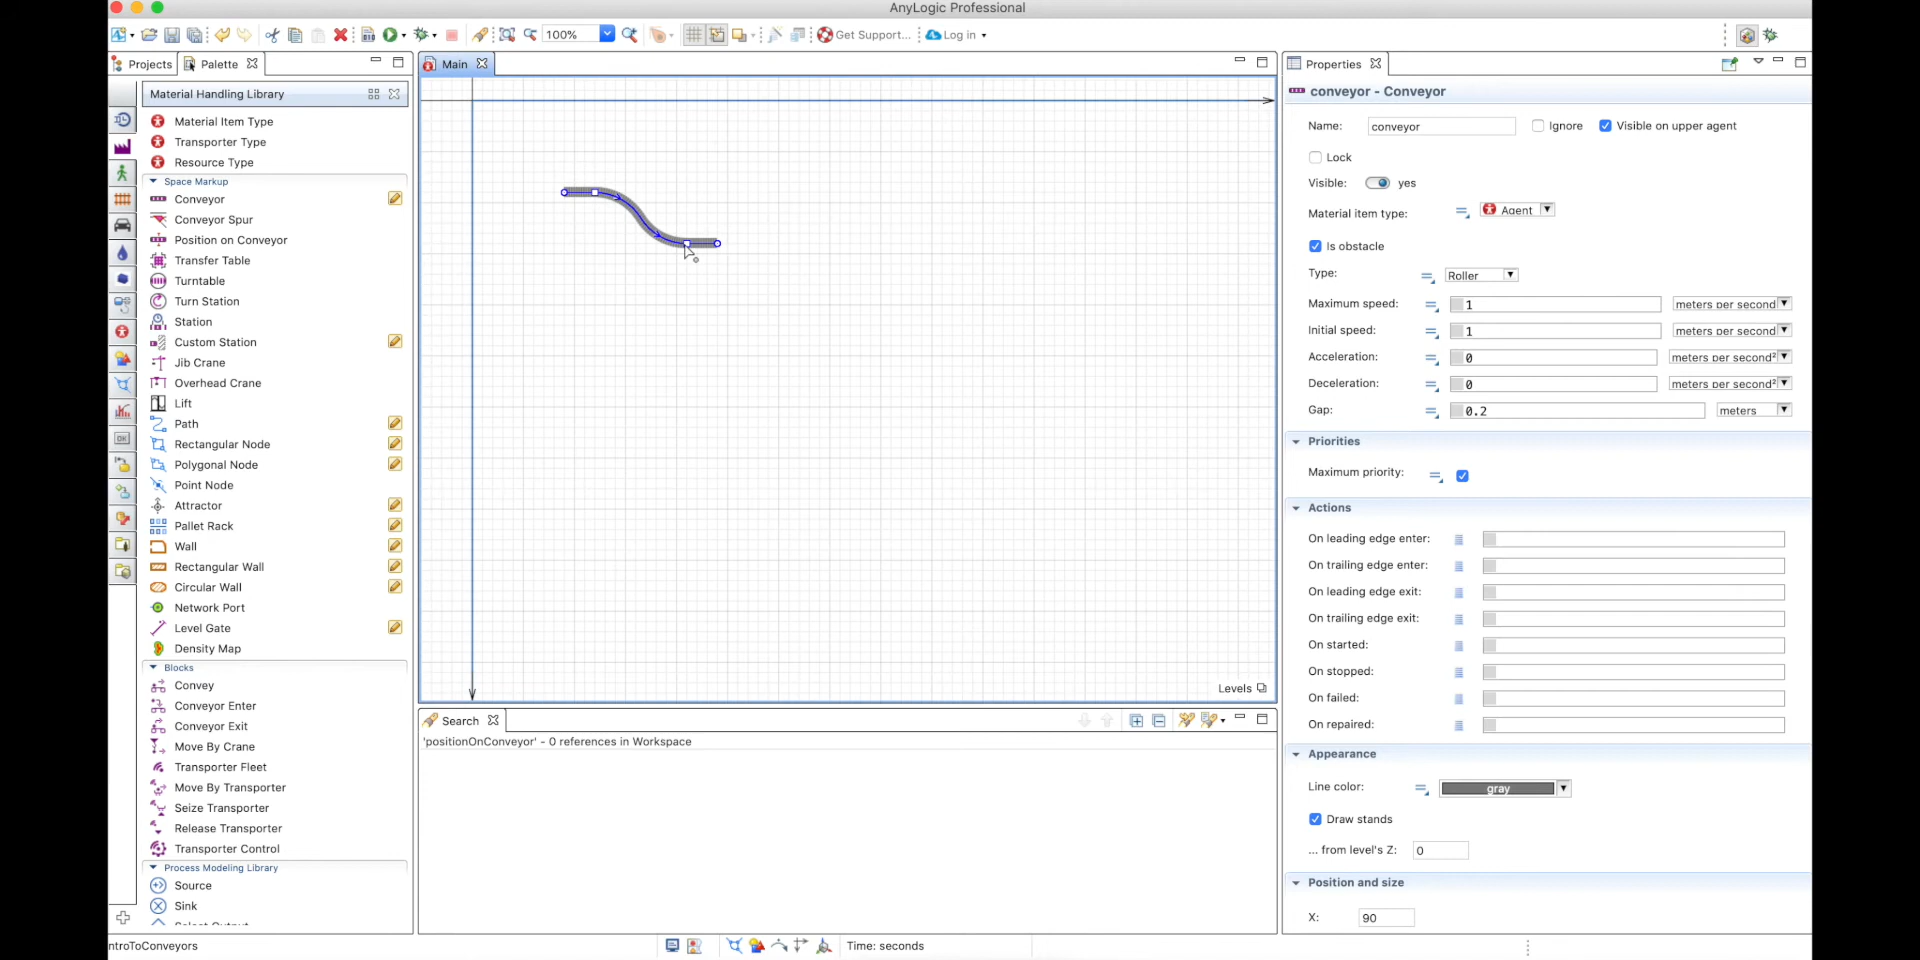 AnyLogic Professional
100%
Get Support...
Log in
Projects
Palette
Main
Properties
Material Handling Library
Material Item Type
Transporter Type
Resource Type
Space Markup
Conveyor
Conveyor Spur
Position on Conveyor
Transfer Table
Turntable
Turn Station
Station
Custom Station
Jib Crane
Overhead Crane
Lift
Path
Rectangular Node
Polygonal Node
Point Node
Attractor
Pallet Rack
Wall
Rectangular Wall
Circular Wall
Network Port
Level Gate
Density Map
Blocks
Convey
Conveyor Enter
Conveyor Exit
Move By Crane
Transporter Fleet
Move By Transporter
Seize Transporter
Release Transporter
Transporter Control
Process Modeling Library
Source
Sink
Select Output
Levels
Search
'positionOnConveyor' - 0 references in Workspace
conveyor - Conveyor
Name: conveyor Ignore Visible on upper agent
Lock
Visible: yes
Material item type: Agent
Is obstacle
Type: Roller
Maximum speed: 1 meters per second
Initial speed: 1 meters per second
Acceleration: 0 meters per second²
Deceleration: 0 meters per second²
Gap: 0.2 meters
Priorities
Maximum priority:
Actions
On leading edge enter:
On trailing edge enter:
On leading edge exit:
On trailing edge exit:
On started:
On stopped:
On failed:
On repaired:
Appearance
Line color: gray
Draw stands
... from level's Z: 0
Position and size
X: 90
ntroToConveyors
Time: seconds